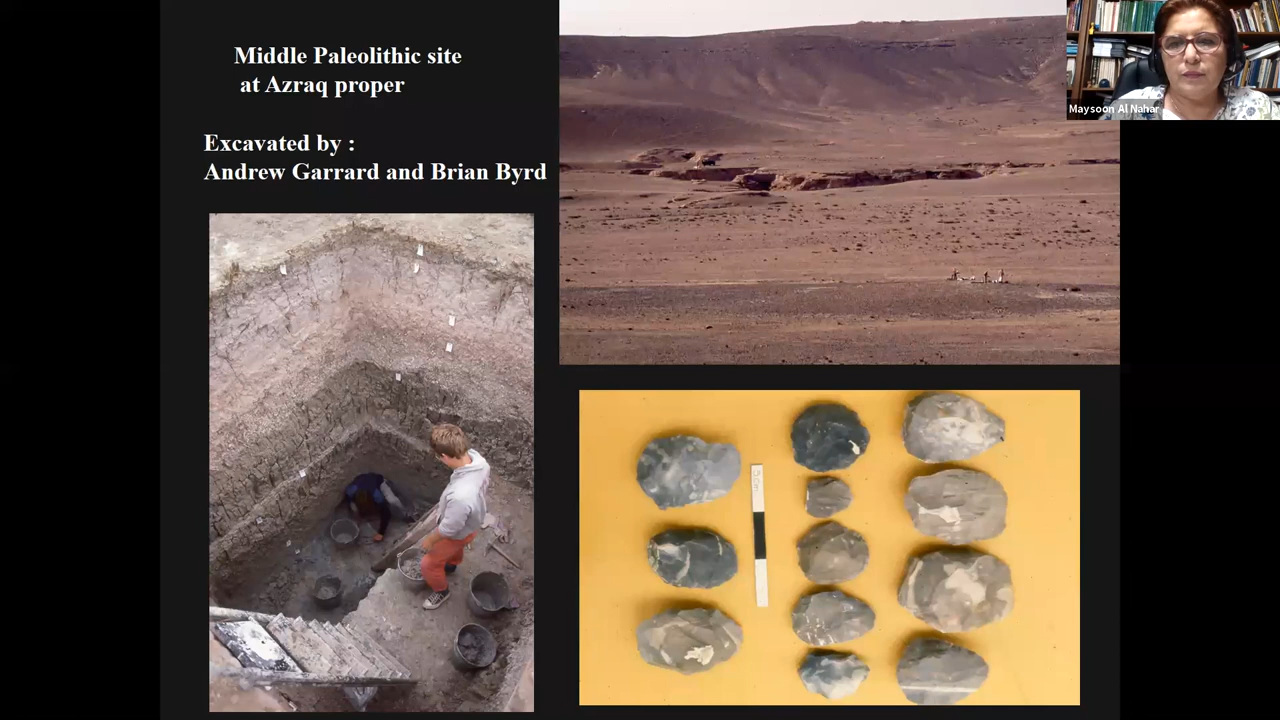 Middle Paleolithic site
at Azraq proper
Excavated by :
Andrew Garrard and Brian Byrd
Maysoon Al Nahar